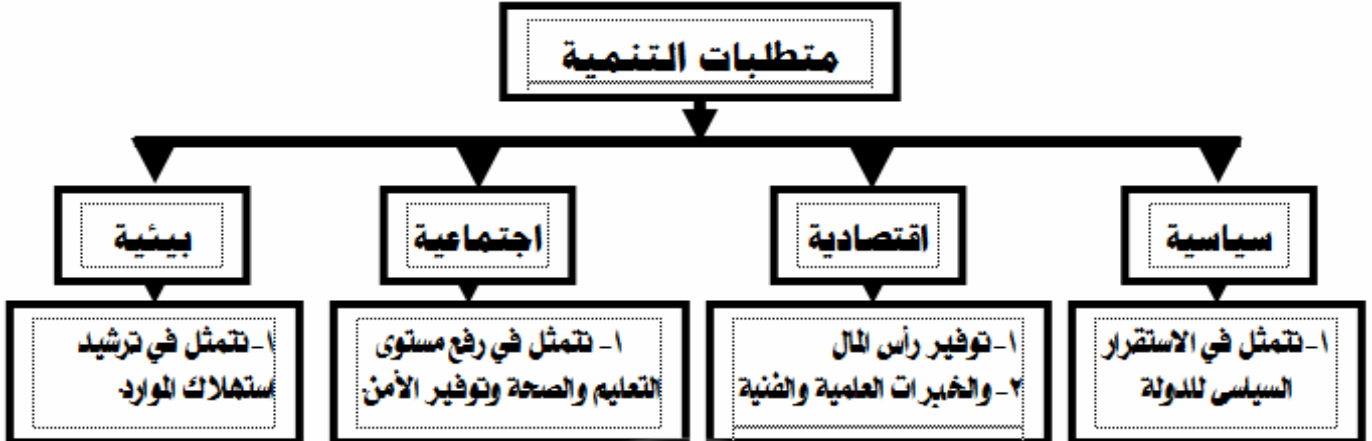 متطلبات التنمية
سياسية
١- تتمثل في الاستقرار
السياسى للدولة
اقتصادية
١- توفير رأس المال
٢- والخبرات العلمية والفنية
اجتماعية
١- تتمثل في رفع مستوى
التعليم والصحة وتوفير الأمن.
بيئية
١- تتمثل في ترشيد
استهلاك الموارد.